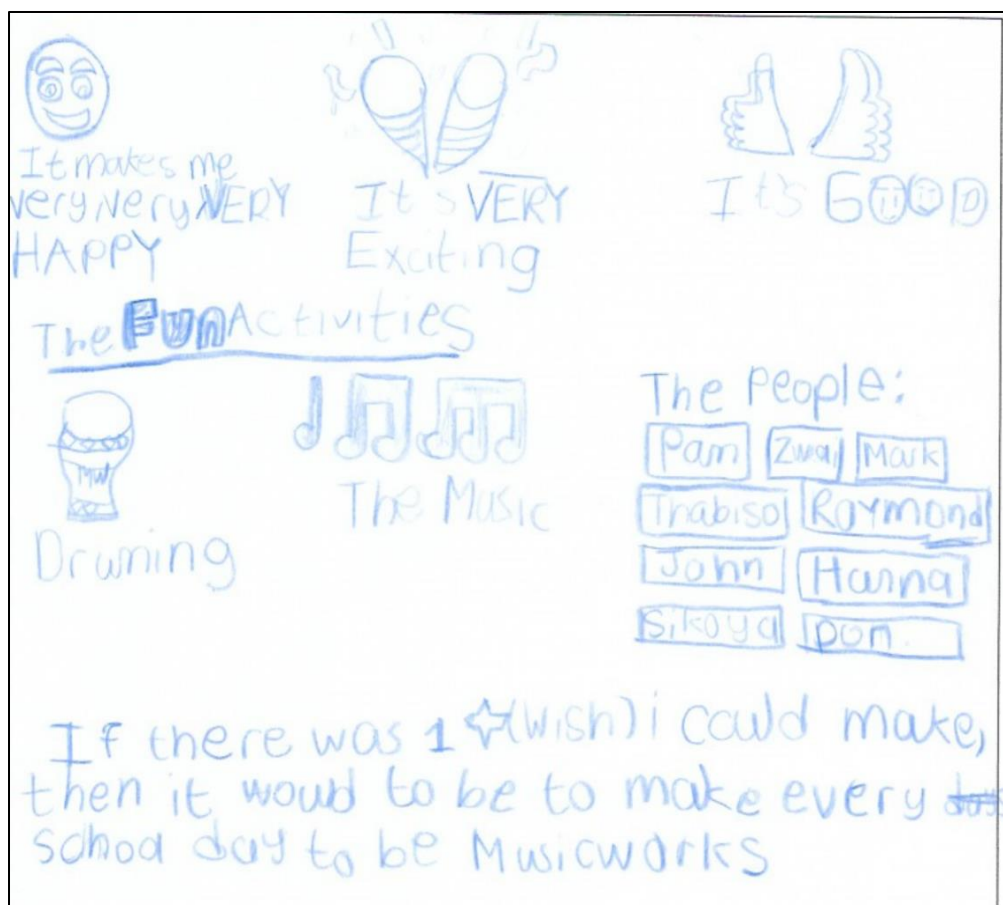 It makes me
very very VERY
HAPPY
It's VERY
Exciting
It's GOOD
The Fun Activities
MW
Druming
The Music
The People:
Pam Zwai Mark
Thabiso Raymond
John Hanna
Sikoya Don
If there was 1 (wish) i could make,
then it would to be to make every
school day to be Musicworks